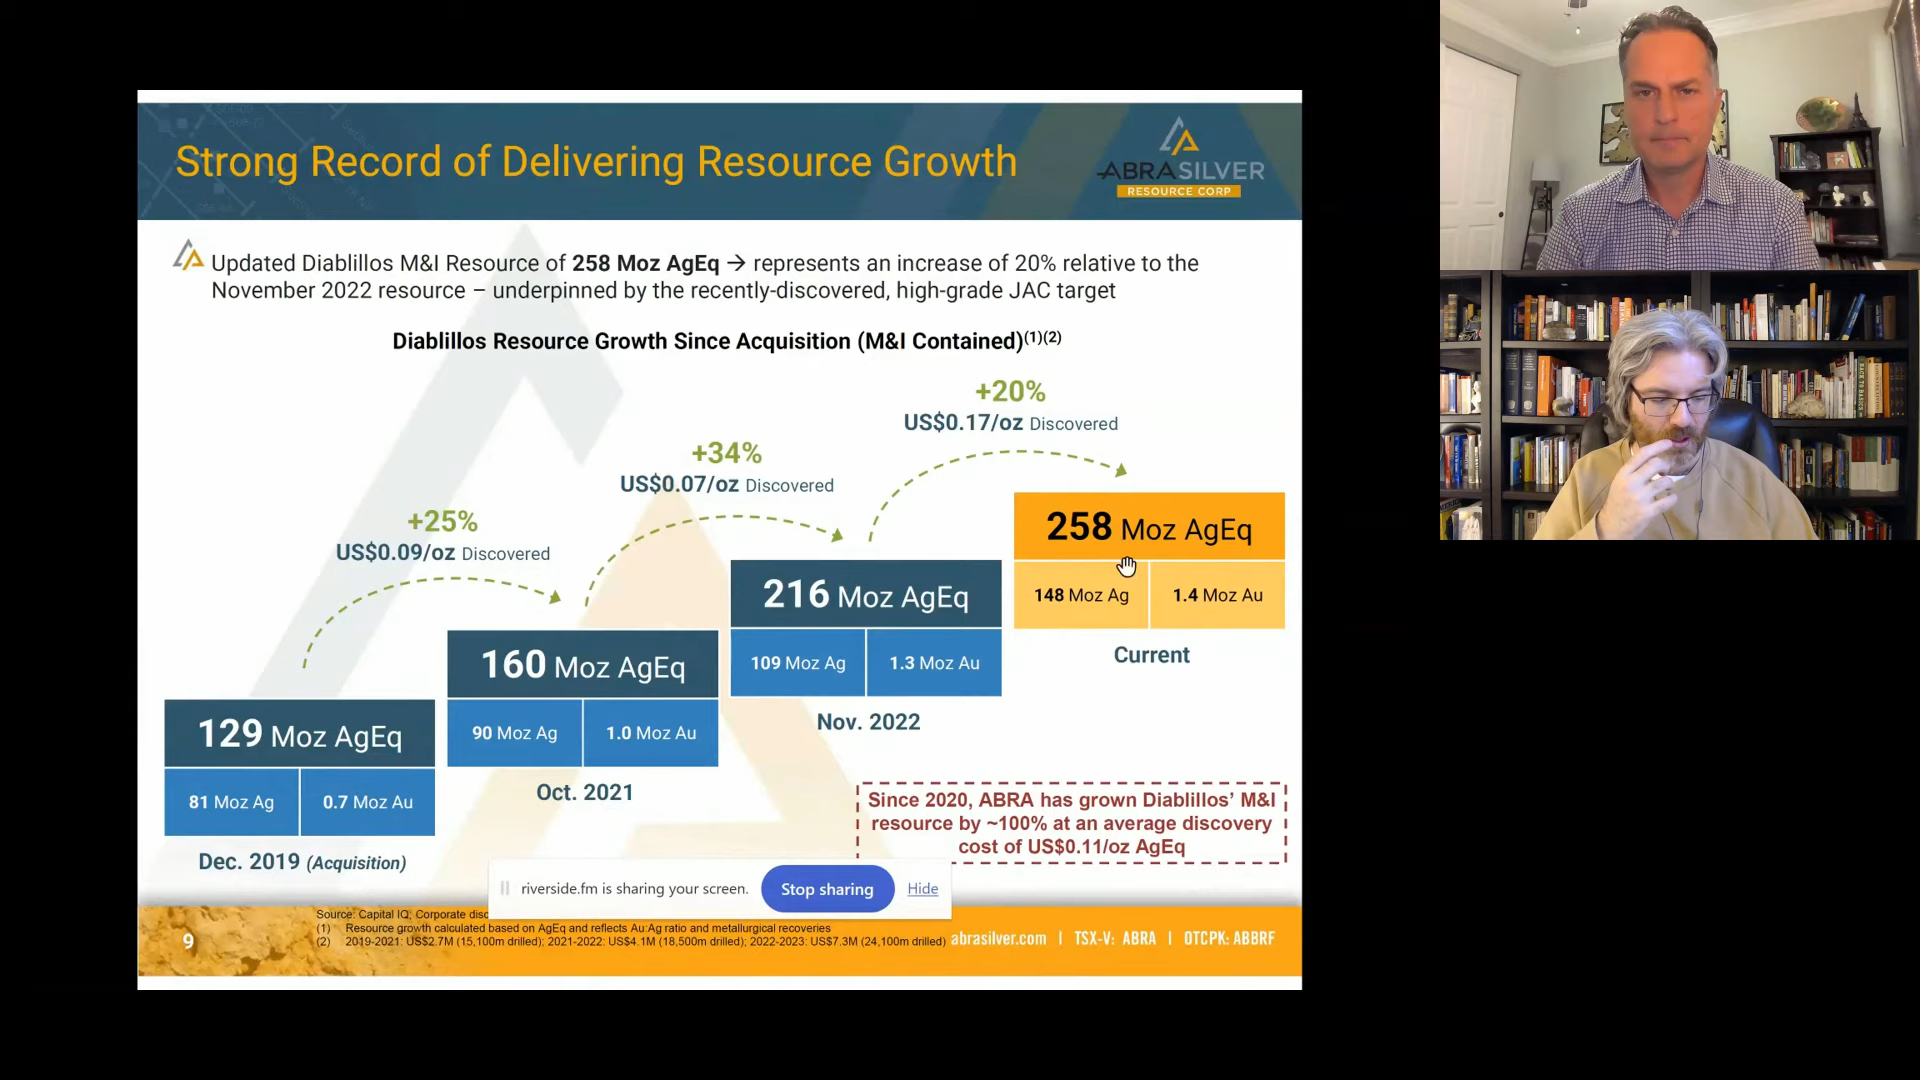 Strong Record of Delivering Resource Growth
ABRASILVER
RESOURCE CORP
Updated Diablillos M&I Resource of 258 Moz AgEq → represents an increase of 20% relative to the
November 2022 resource – underpinned by the recently-discovered, high-grade JAC target
Diablillos Resource Growth Since Acquisition (M&I Contained)(1)(2)
+20%
US$0.17/oz Discovered
+34%
US$0.07/oz Discovered
+25%
US$0.09/oz Discovered
258 Moz AgEq
148 Moz Ag
1.4 Moz Au
Current
216 Moz AgEq
109 Moz Ag
1.3 Moz Au
Nov. 2022
160 Moz AgEq
90 Moz Ag
1.0 Moz Au
Oct. 2021
129 Moz AgEq
81 Moz Ag
0.7 Moz Au
Dec. 2019 (Acquisition)
Since 2020, ABRA has grown Diablillos' M&I
resource by ~100% at an average discovery
cost of US$0.11/oz AgEq
riverside.fm is sharing your screen.
Stop sharing
Hide
Source: Capital IQ; Corporate
(1) Resource growth calculated based on AgEq and reflects Au:Ag ratio and metallurgical recoveries
(2) 2019-2021: US$2.7M (15,100m drilled); 2021-2022: US$4.1M (18,500m drilled); 2022-2023: US$7.3M (24,100m drilled)
9
abrasilver.com | TSX-V: ABRA | OTCPK: ABBRF